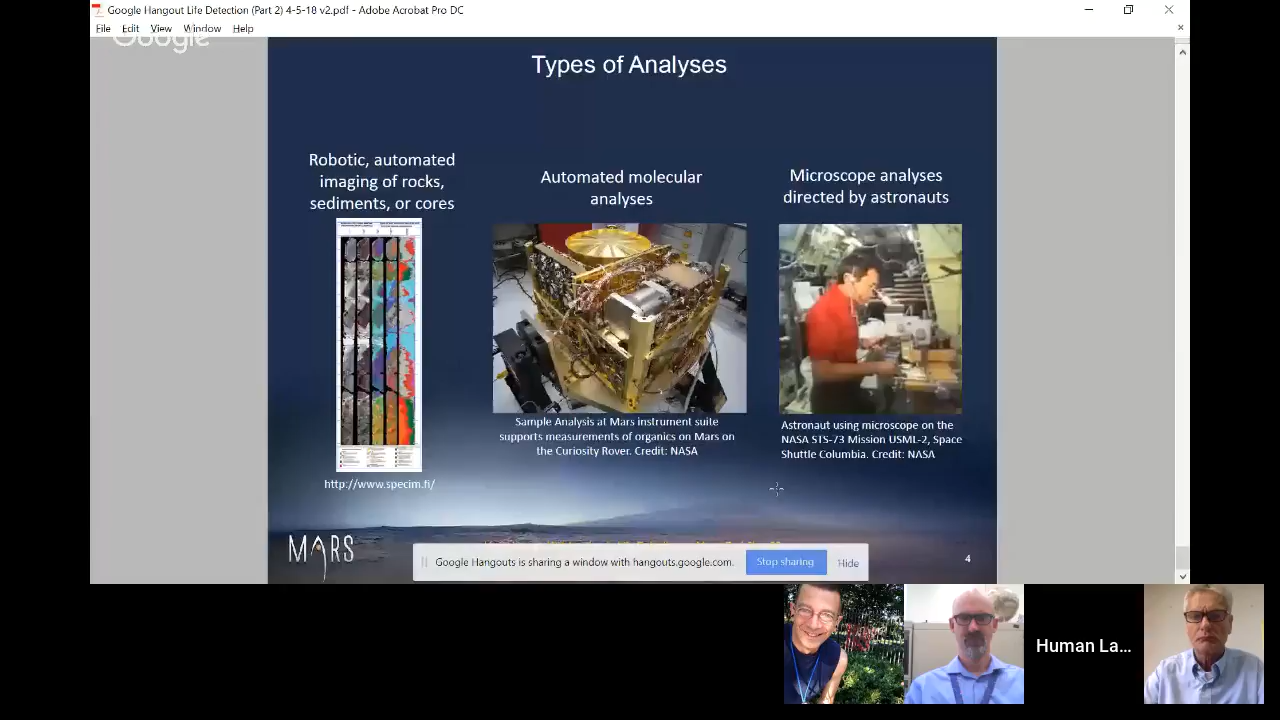 Google Hangout Life Detection (Part 2) 4-5-18 v2.pdf - Adobe Acrobat Pro DC
File Edit View Window Help
Google
Types of Analyses
Robotic, automated
imaging of rocks,
sediments, or cores
http://www.specim.fi/
Automated molecular
analyses
Sample Analysis at Mars instrument suite
supports measurements of organics on Mars on
the Curiosity Rover. Credit: NASA
Microscope analyses
directed by astronauts
Astronaut using microscope on the
NASA STS-73 Mission USML-2, Space
Shuttle Columbia. Credit: NASA
MARS
4
Google Hangouts is sharing a window with hangouts.google.com.
Stop sharing
Hide
Human La...